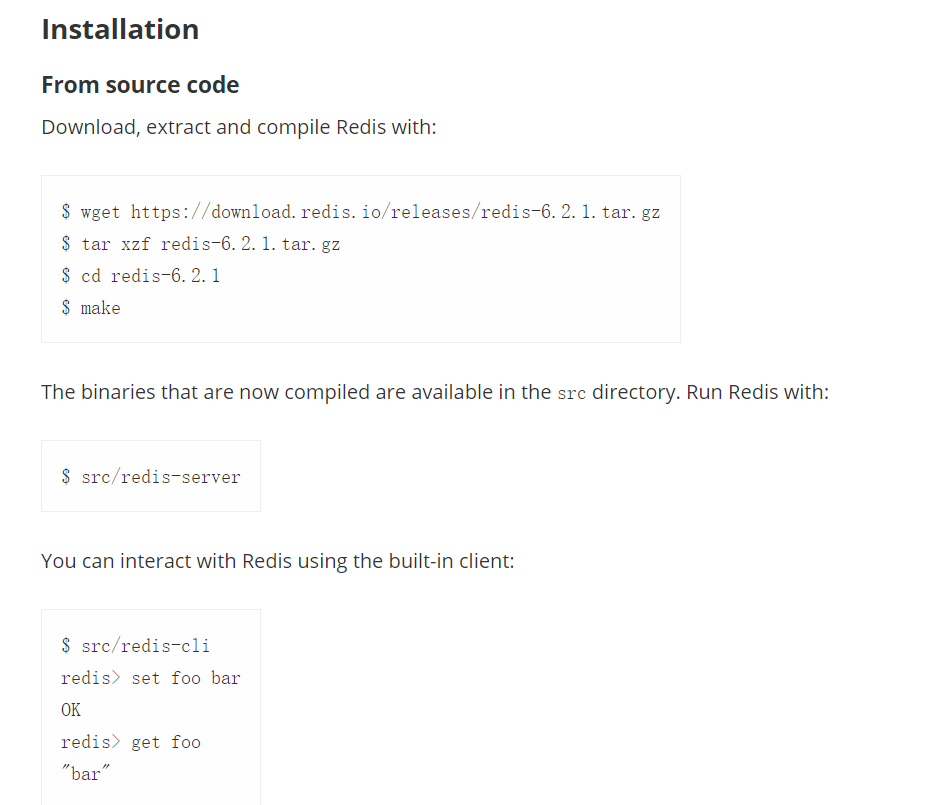 Installation
From source code
Download, extract and compile Redis with:
$ wget https://download.redis.io/releases/redis-6.2.1.tar.gz
$ tar xzf redis-6.2.1.tar.gz
$ cd redis-6.2.1
$ make
The binaries that are now compiled are available in the src directory. Run Redis with:
$ src/redis-server
You can interact with Redis using the built-in client:
$ src/redis-cli
redis> set foo bar
OK
redis> get foo
"bar"